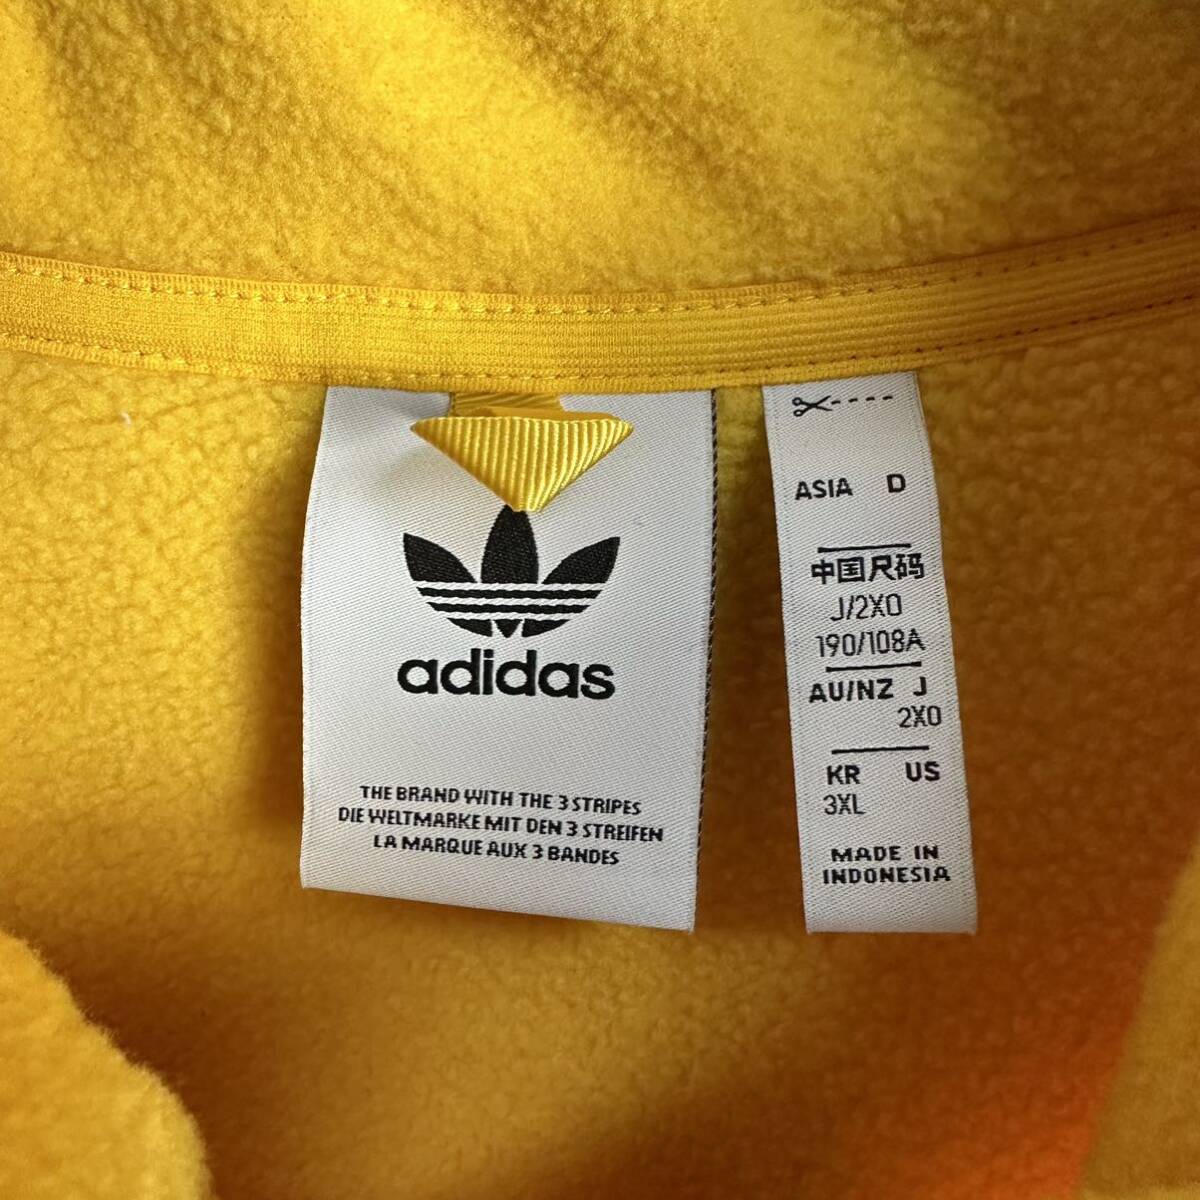 adidas
THE BRAND WITH THE 3 STRIPES
DIE WELTMARKE MIT DEN 3 STREIFEN
LA MARQUE AUX 3 BANDES
ASIA D
中国尺码
J/2XO
190/108A
AU/NZ J
2XO
KR US
3XL
MADE IN
INDONESIA